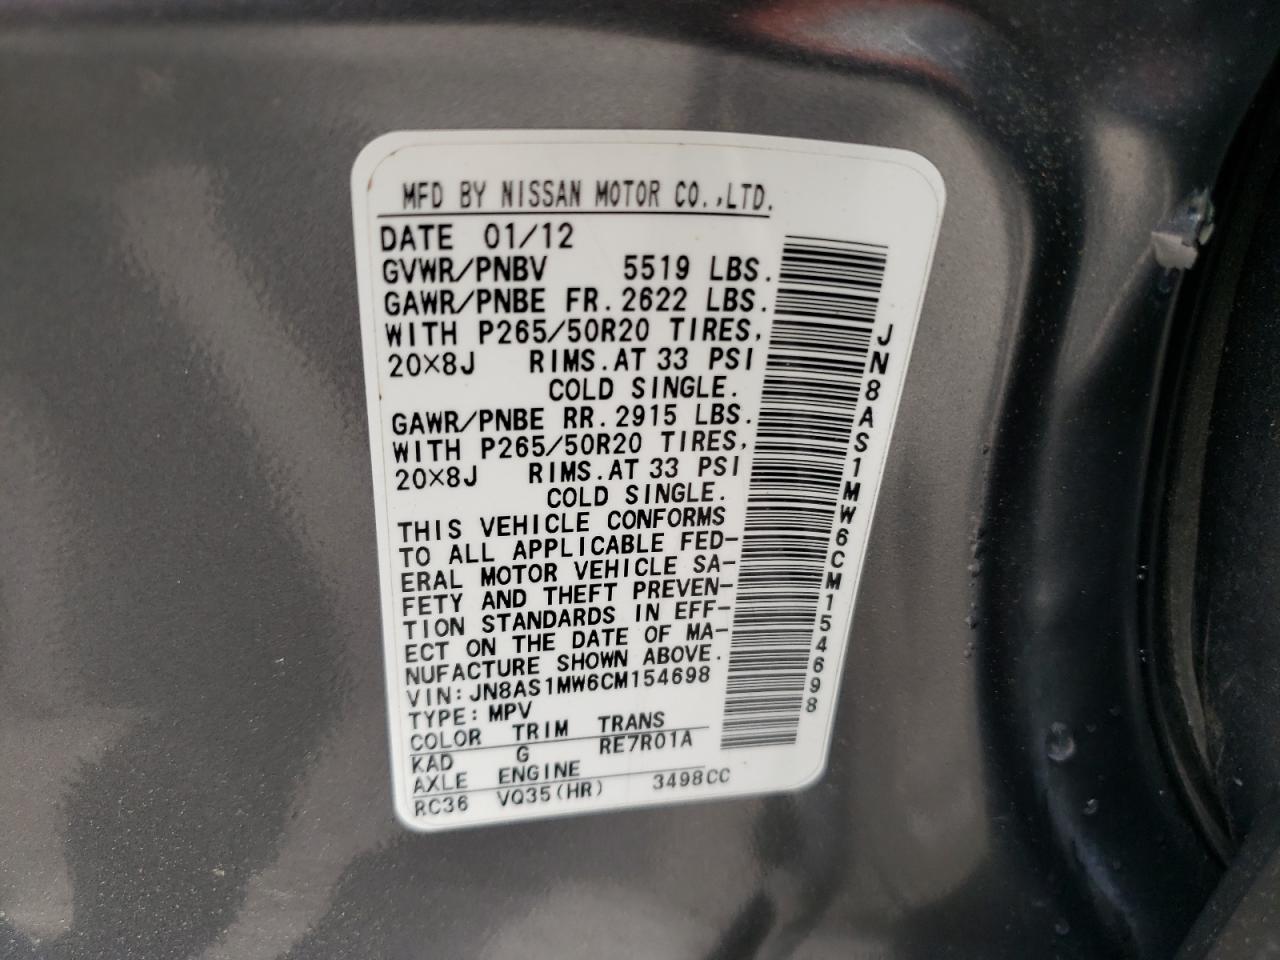 MFD BY NISSAN MOTOR CO.,LTD.
DATE 01/12
GVWR/PNBV 5519 LBS.
GAWR/PNBE FR. 2622 LBS.
WITH P265/50R20 TIRES,
20×8J RIMS. AT 33 PSI
COLD SINGLE.
GAWR/PNBE RR. 2915 LBS.
WITH P265/50R20 TIRES,
20×8J RIMS. AT 33 PSI
COLD SINGLE.
THIS VEHICLE CONFORMS
TO ALL APPLICABLE FED-
ERAL MOTOR VEHICLE SA-
FETY AND THEFT PREVEN-
TION STANDARDS IN EFF-
ECT ON THE DATE OF MA-
NUFACTURE SHOWN ABOVE.
VIN: JN8AS1MW6CM154698
TYPE: MPV
COLOR TRIM TRANS
KAD G RE7R01A
AXLE ENGINE
RC36 VQ35(HR) 3498CC
JN8AS1MW6CM154698